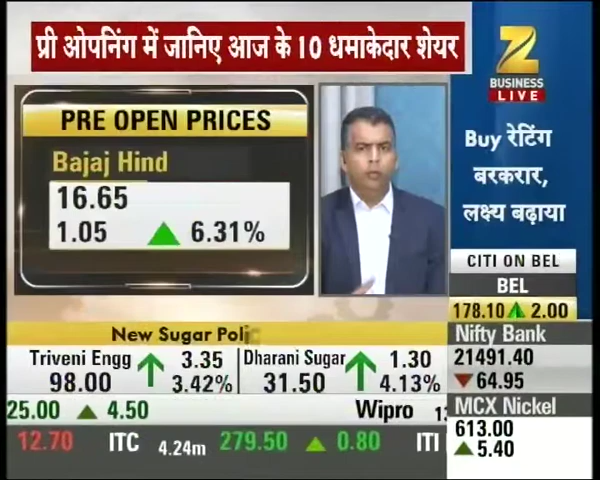 प्री ओपनिंग में जानिए आज के 10 धमाकेदार शेयर
BUSINESS
LIVE
PRE OPEN PRICES
Bajaj Hind
16.65
1.05 6.31%
Buy रेटिंग
बरकरार,
लक्ष्य बढ़ाया
CITI ON BEL
BEL
178.10 2.00
New Sugar Polic
Triveni Engg 3.35
98.00 3.42%
Dharani Sugar 1.30
31.50 4.13%
Nifty Bank
21491.40
64.95
25.00 4.50 Wipro
MCX Nickel
613.00
5.40
12.70 ITC 4.24m 279.50 0.80 ITI